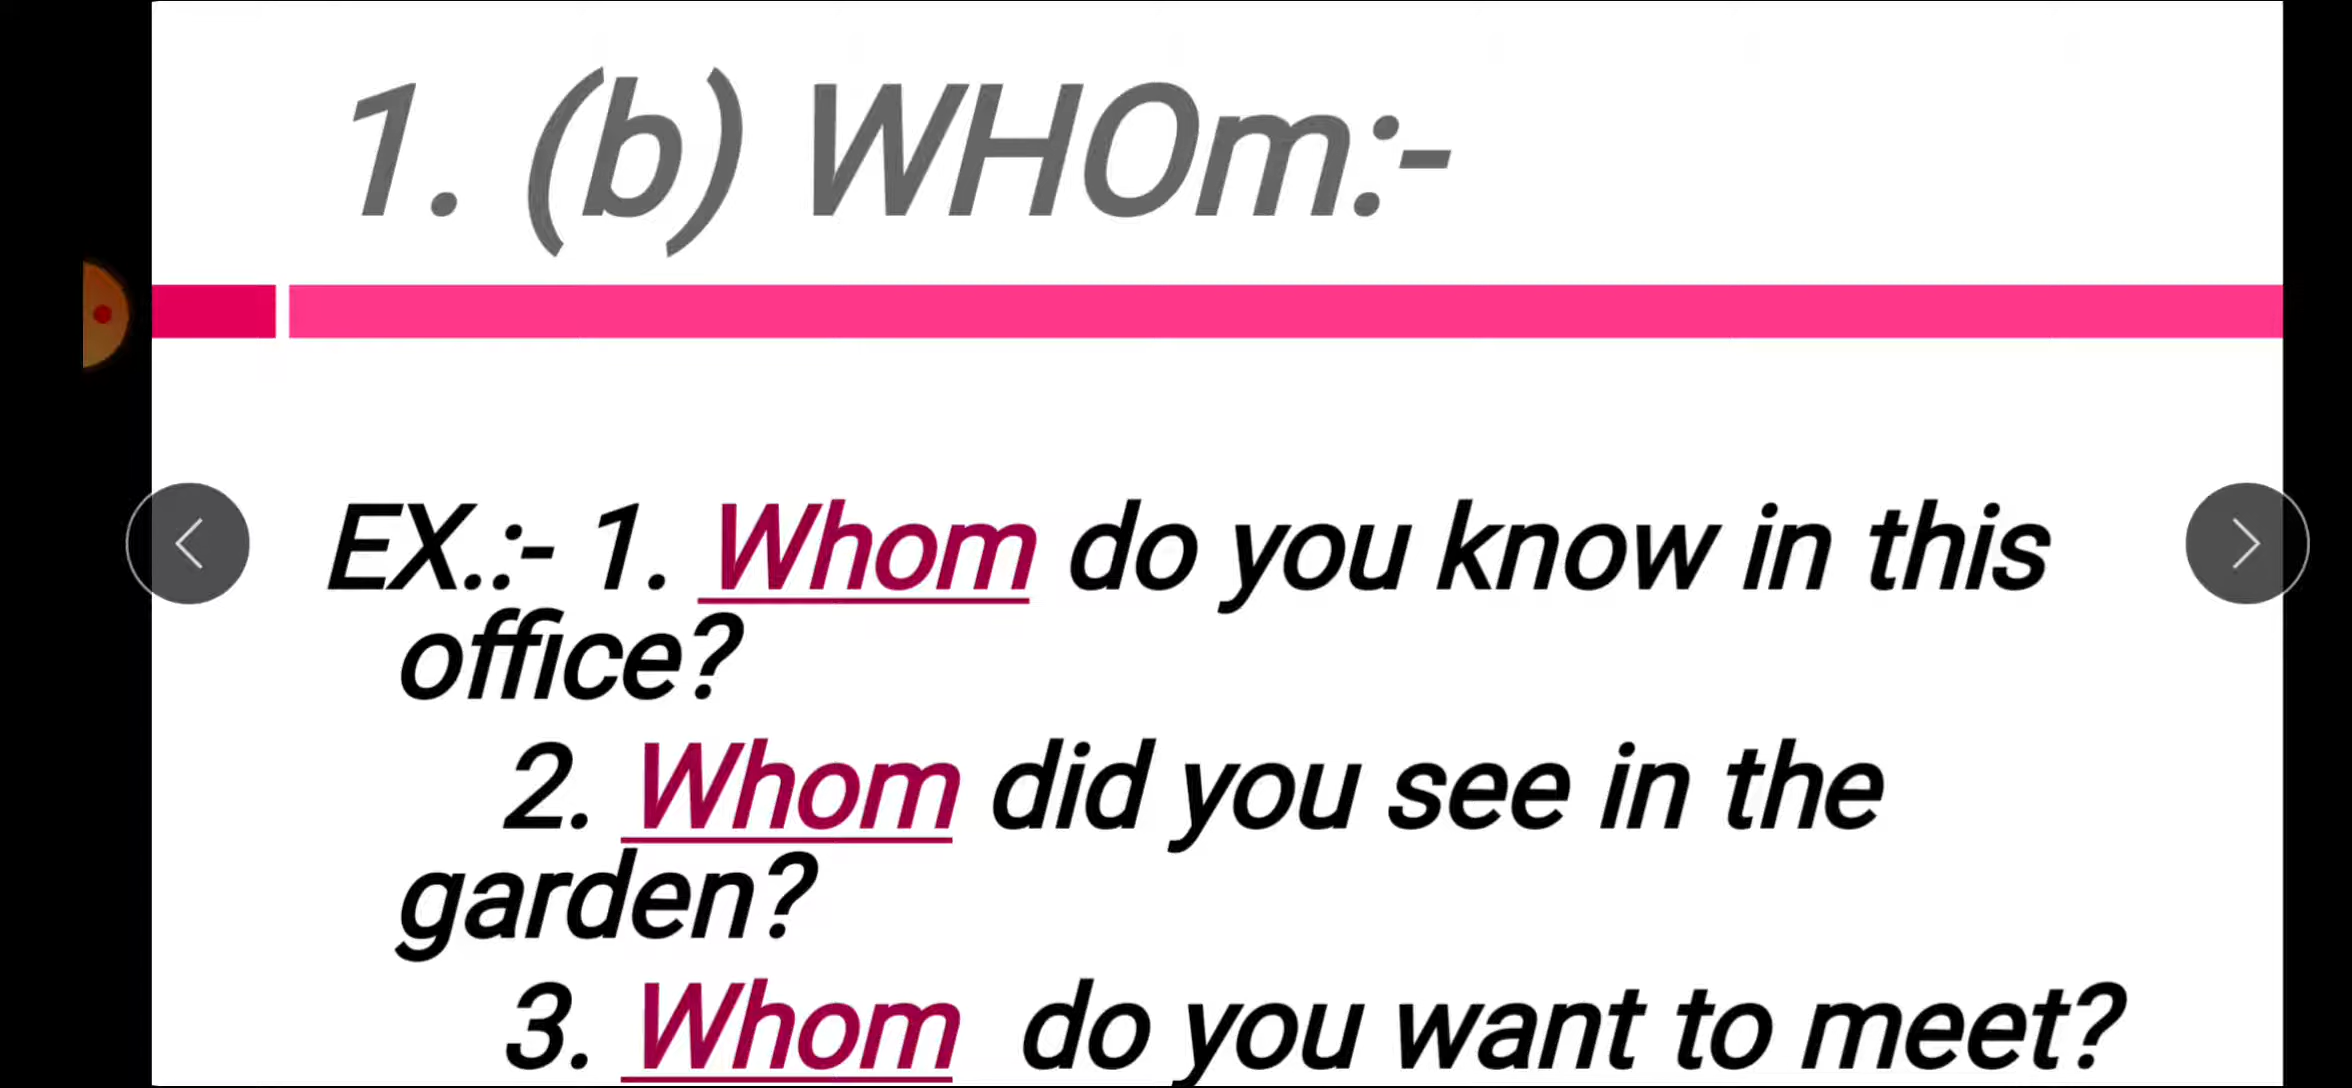 1. (b) WHOm:-
EX.:- 1. Whom do you know in this
office?
2. Whom did you see in the
garden?
3. Whom do you want to meet?